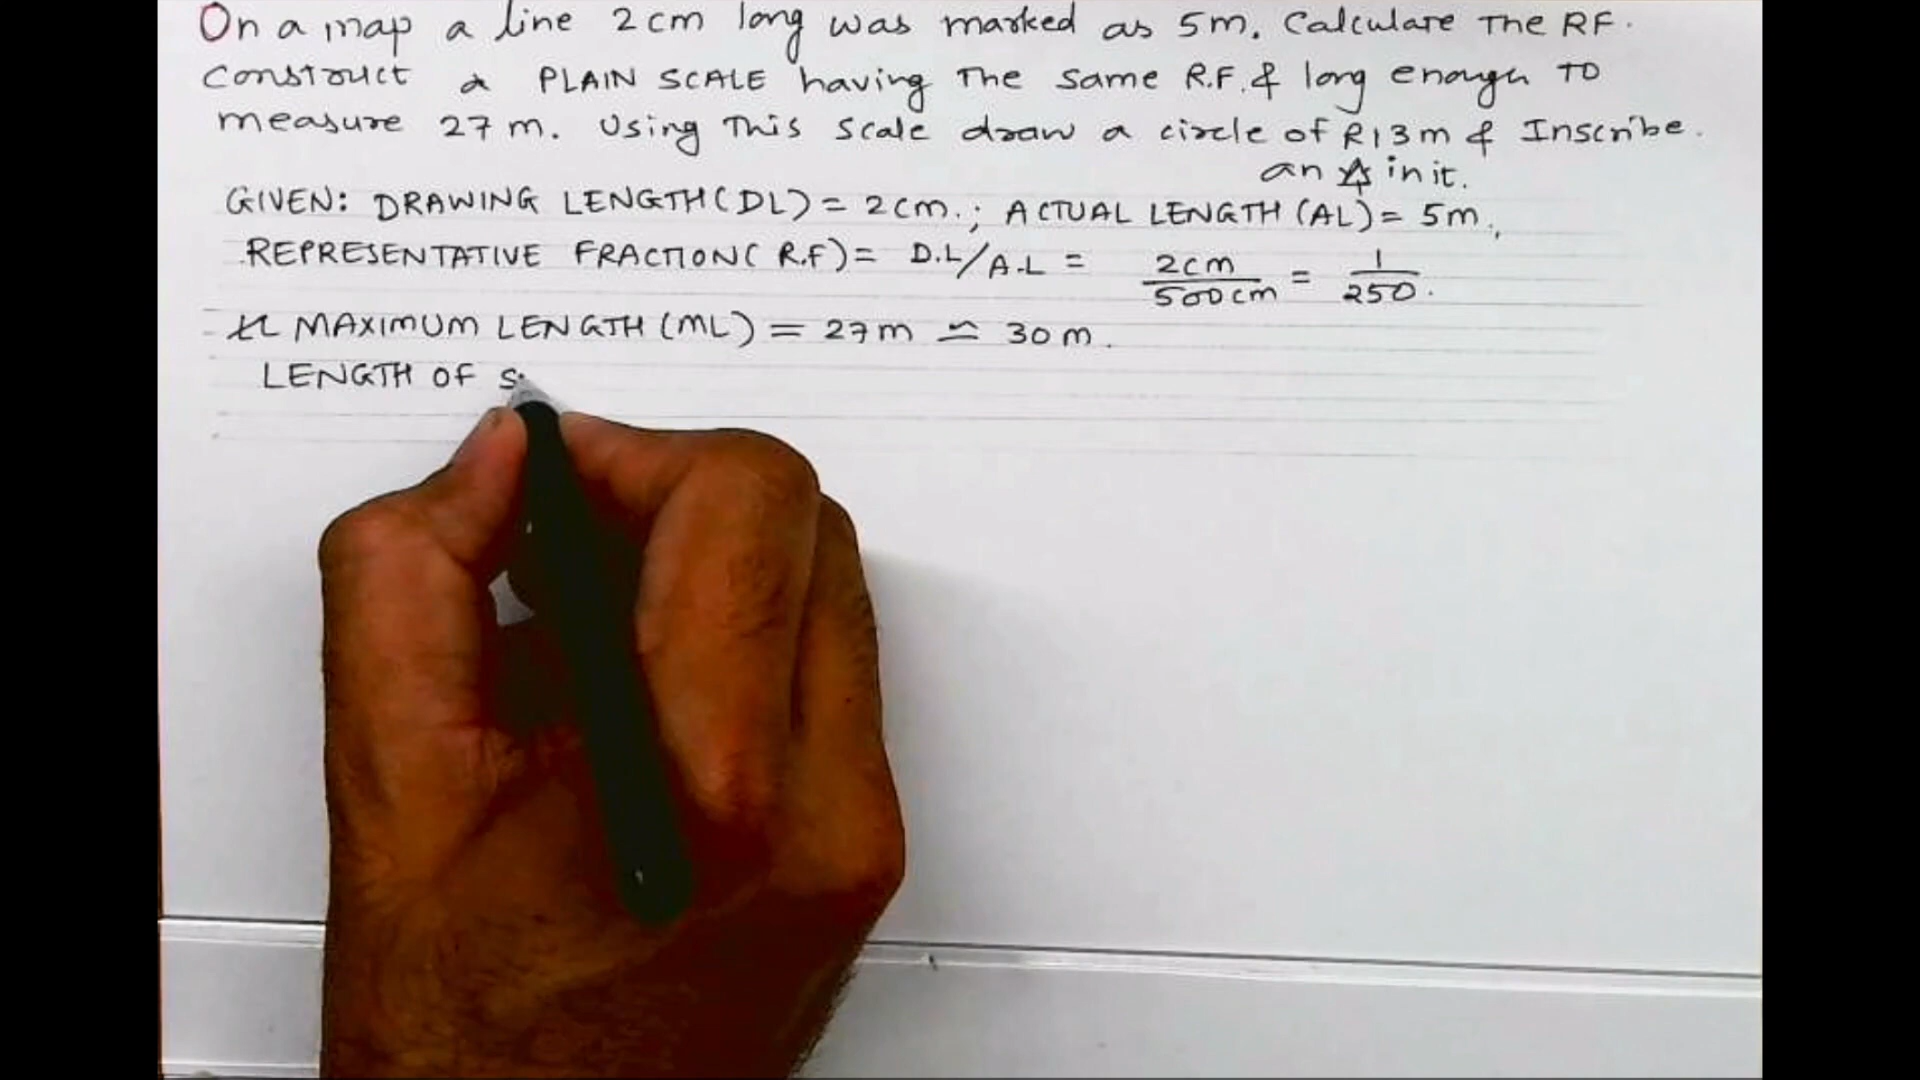 On a map a line 2cm long was marked as 5m. Calculate The RF.
Construct a PLAIN SCALE having The same R.F. & long enough TO
measure 27 m. Using This Scale draw a circle of R13m & Inscribe.
an in it.
GIVEN: DRAWING LENGTH(DL) = 2cm.; ACTUAL LENGTH (AL) = 5m.,
REPRESENTATIVE FRACTION( R.F) = D.L/A.L = 2cm/500cm = 1/250.
MAXIMUM LENGTH (ML) = 27m ≃ 30m.
LENGTH OF S